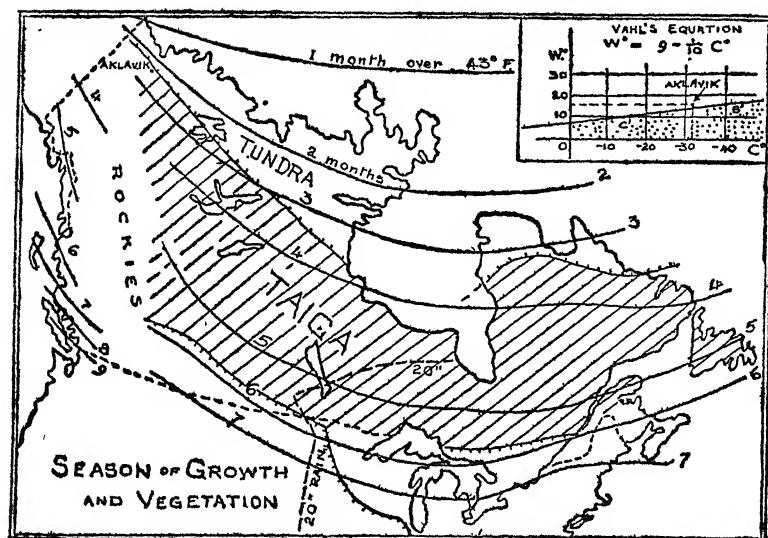 VAHL'S EQUATION
W° = 9 - 1/10 C°
W.°
30
20
10
AKLAVIK
B
C
0 -10 -20 -30 -40 C°
1 month over 43° F
AKLAVIK
TUNDRA
2 months
2
3
3
4
5
6
7
8
9
ROCKIES
TAIGA
4
4
5
5
20"
6
6
7
7
20" RAIN
SEASON OF GROWTH
AND VEGETATION